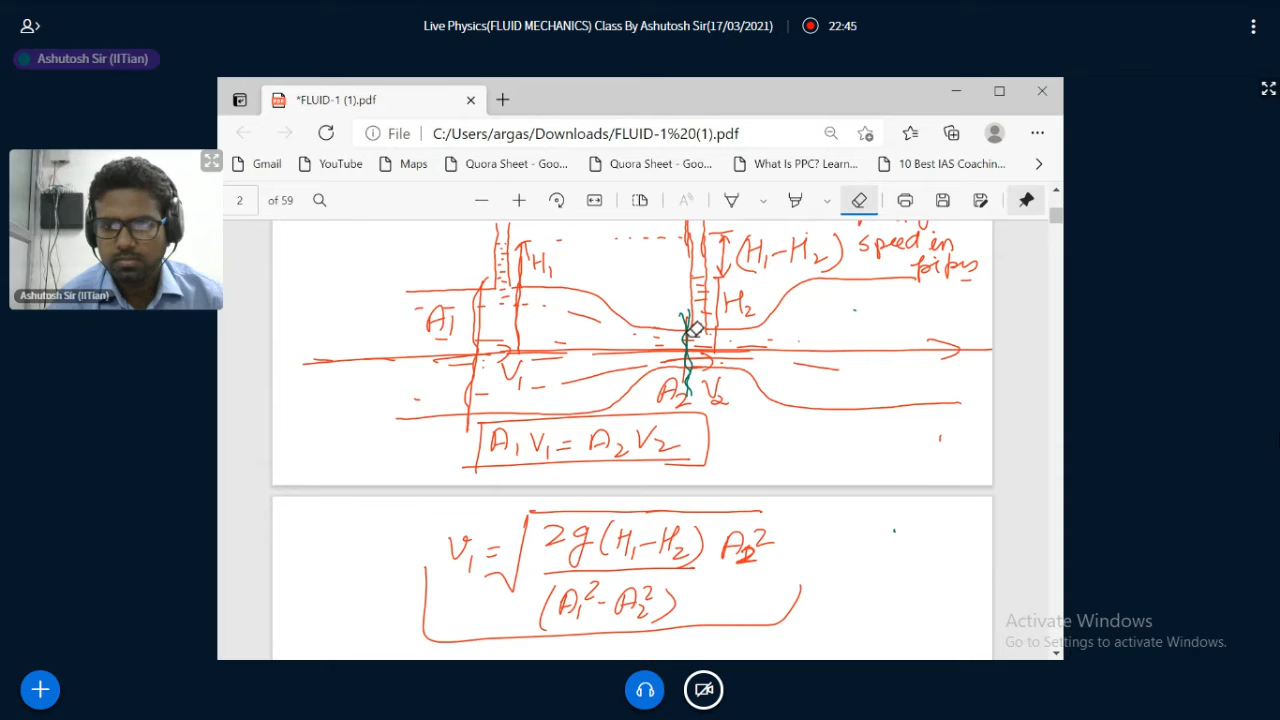 Live Physics(FLUID MECHANICS) Class By Ashutosh Sir(17/03/2021) 22:45
Ashutosh Sir (IITian)
*FLUID-1 (1).pdf
File C:/Users/argas/Downloads/FLUID-1%20(1).pdf
Gmail YouTube Maps Quora Sheet - Goo... Quora Sheet - Goo... What Is PPC? Learn... 10 Best IAS Coachin...
2 of 59
Ashutosh Sir (IITian)
H₁ (H₁-H₂) speed in
pipes
A₁ H₂
V₁ A₂ V₂
A₁ V₁ = A₂ V₂
V₁ = √ 2g(H₁-H₂) A₂²
(A₁² - A₂²)
Activate Windows
Go to Settings to activate Windows.